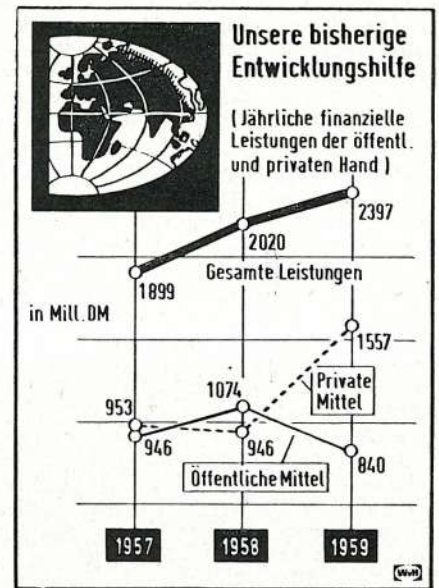 Unsere bisherige
Entwicklungshilfe
(Jährliche finanzielle
Leistungen der öffentl.
und privaten Hand)
2397
2020
1899
Gesamte Leistungen
in Mill. DM
1557
1074
Private
Mittel
953
946
946
840
Öffentliche Mittel
1957
1958
1959
WvH